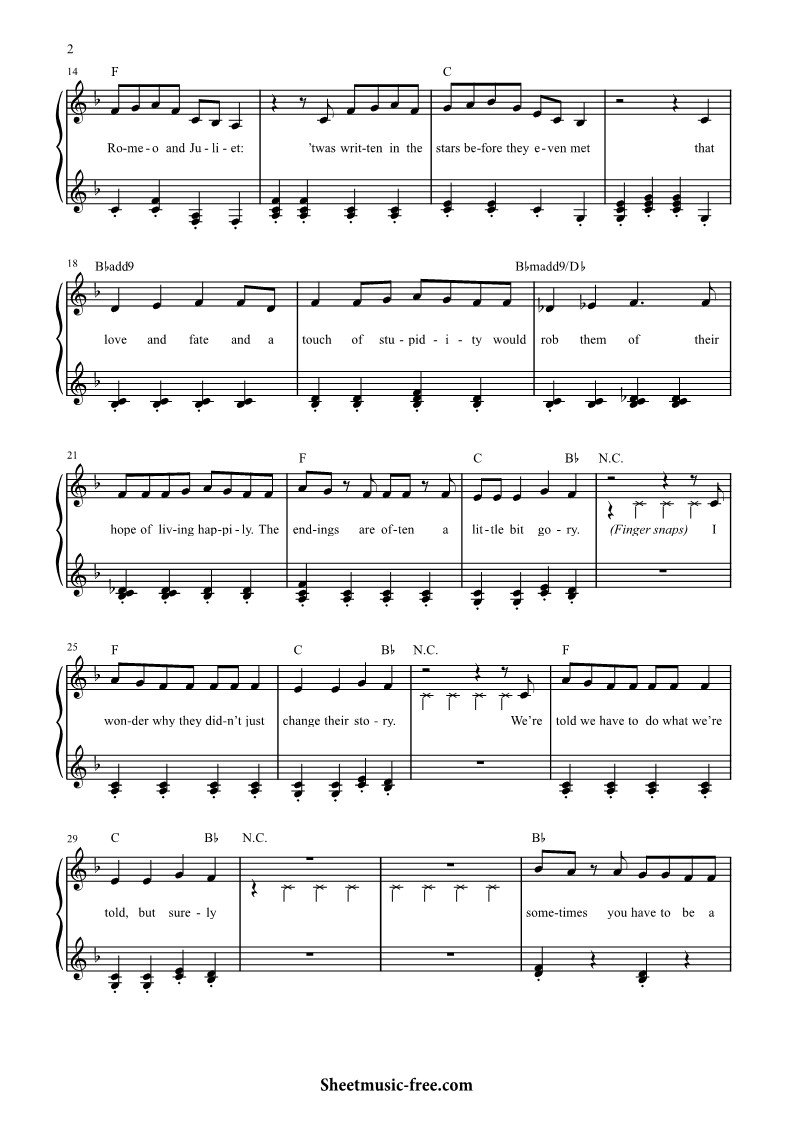 2
14 F C
Ro-me-o and Ju-li-et: 'twas writ-ten in the stars be-fore they e-ven met that
18 B♭add9 B♭madd9/D♭
love and fate and a touch of stu-pid-i-ty would rob them of their
21 F C B♭ N.C.
hope of liv-ing hap-pi-ly. The end-ings are of-ten a lit-tle bit go-ry. (Finger snaps) I
25 F C B♭ N.C. F
won-der why they did-n't just change their sto-ry. We're told we have to do what we're
29 C B♭ N.C. B♭
told, but sure-ly some-times you have to be a
Sheetmusic-free.com